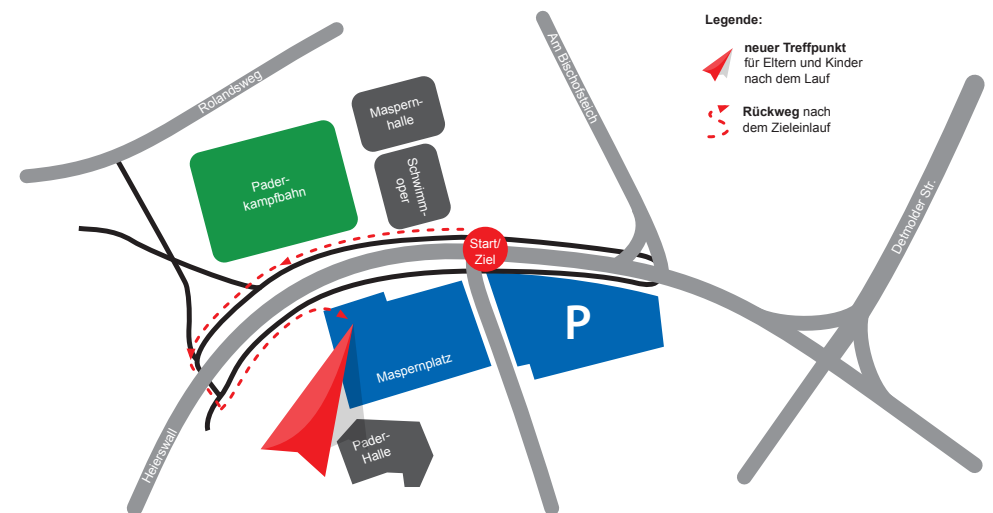 Legende:
neuer Treffpunkt
für Eltern und Kinder
nach dem Lauf
Rückweg nach
dem Zieleinlauf
Rolandsweg
Maspern-
halle
Am Bischofsteich
Pader-
kampfbahn
Schwimm-
oper
Detmolder Str.
Start/
Ziel
P
Maspernplatz
Pader-
Halle
Heierswall